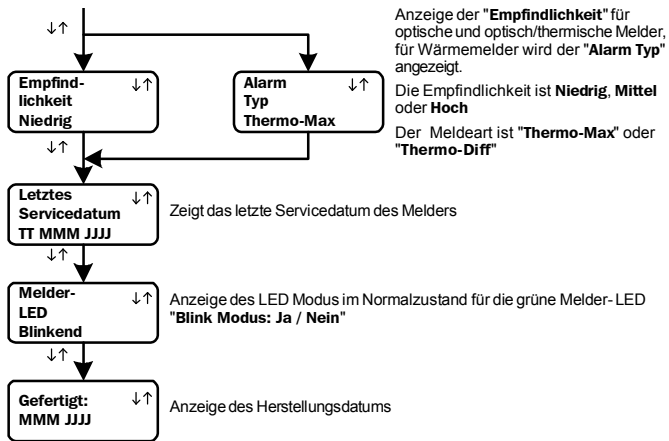 ↓↑
Anzeige der "Empfindlichkeit" für
optische und optisch/thermische Melder,
für Wärmemelder wird der "Alarm Typ"
angezeigt.
Die Empfindlichkeit ist Niedrig, Mittel
oder Hoch
Der Meldeart ist "Thermo-Max" oder
"Thermo-Diff"
Empfind- ↓↑
lichkeit
Niedrig
Alarm ↓↑
Typ
Thermo-Max
↓↑
Letztes ↓↑
Servicedatum
TT MMM JJJJ
Zeigt das letzte Servicedatum des Melders
↓↑
Melder- ↓↑
LED
Blinkend
Anzeige des LED Modus im Normalzustand für die grüne Melder- LED
"Blink Modus: Ja / Nein"
↓↑
Gefertigt: ↓↑
MMM JJJJ
Anzeige des Herstellungsdatums